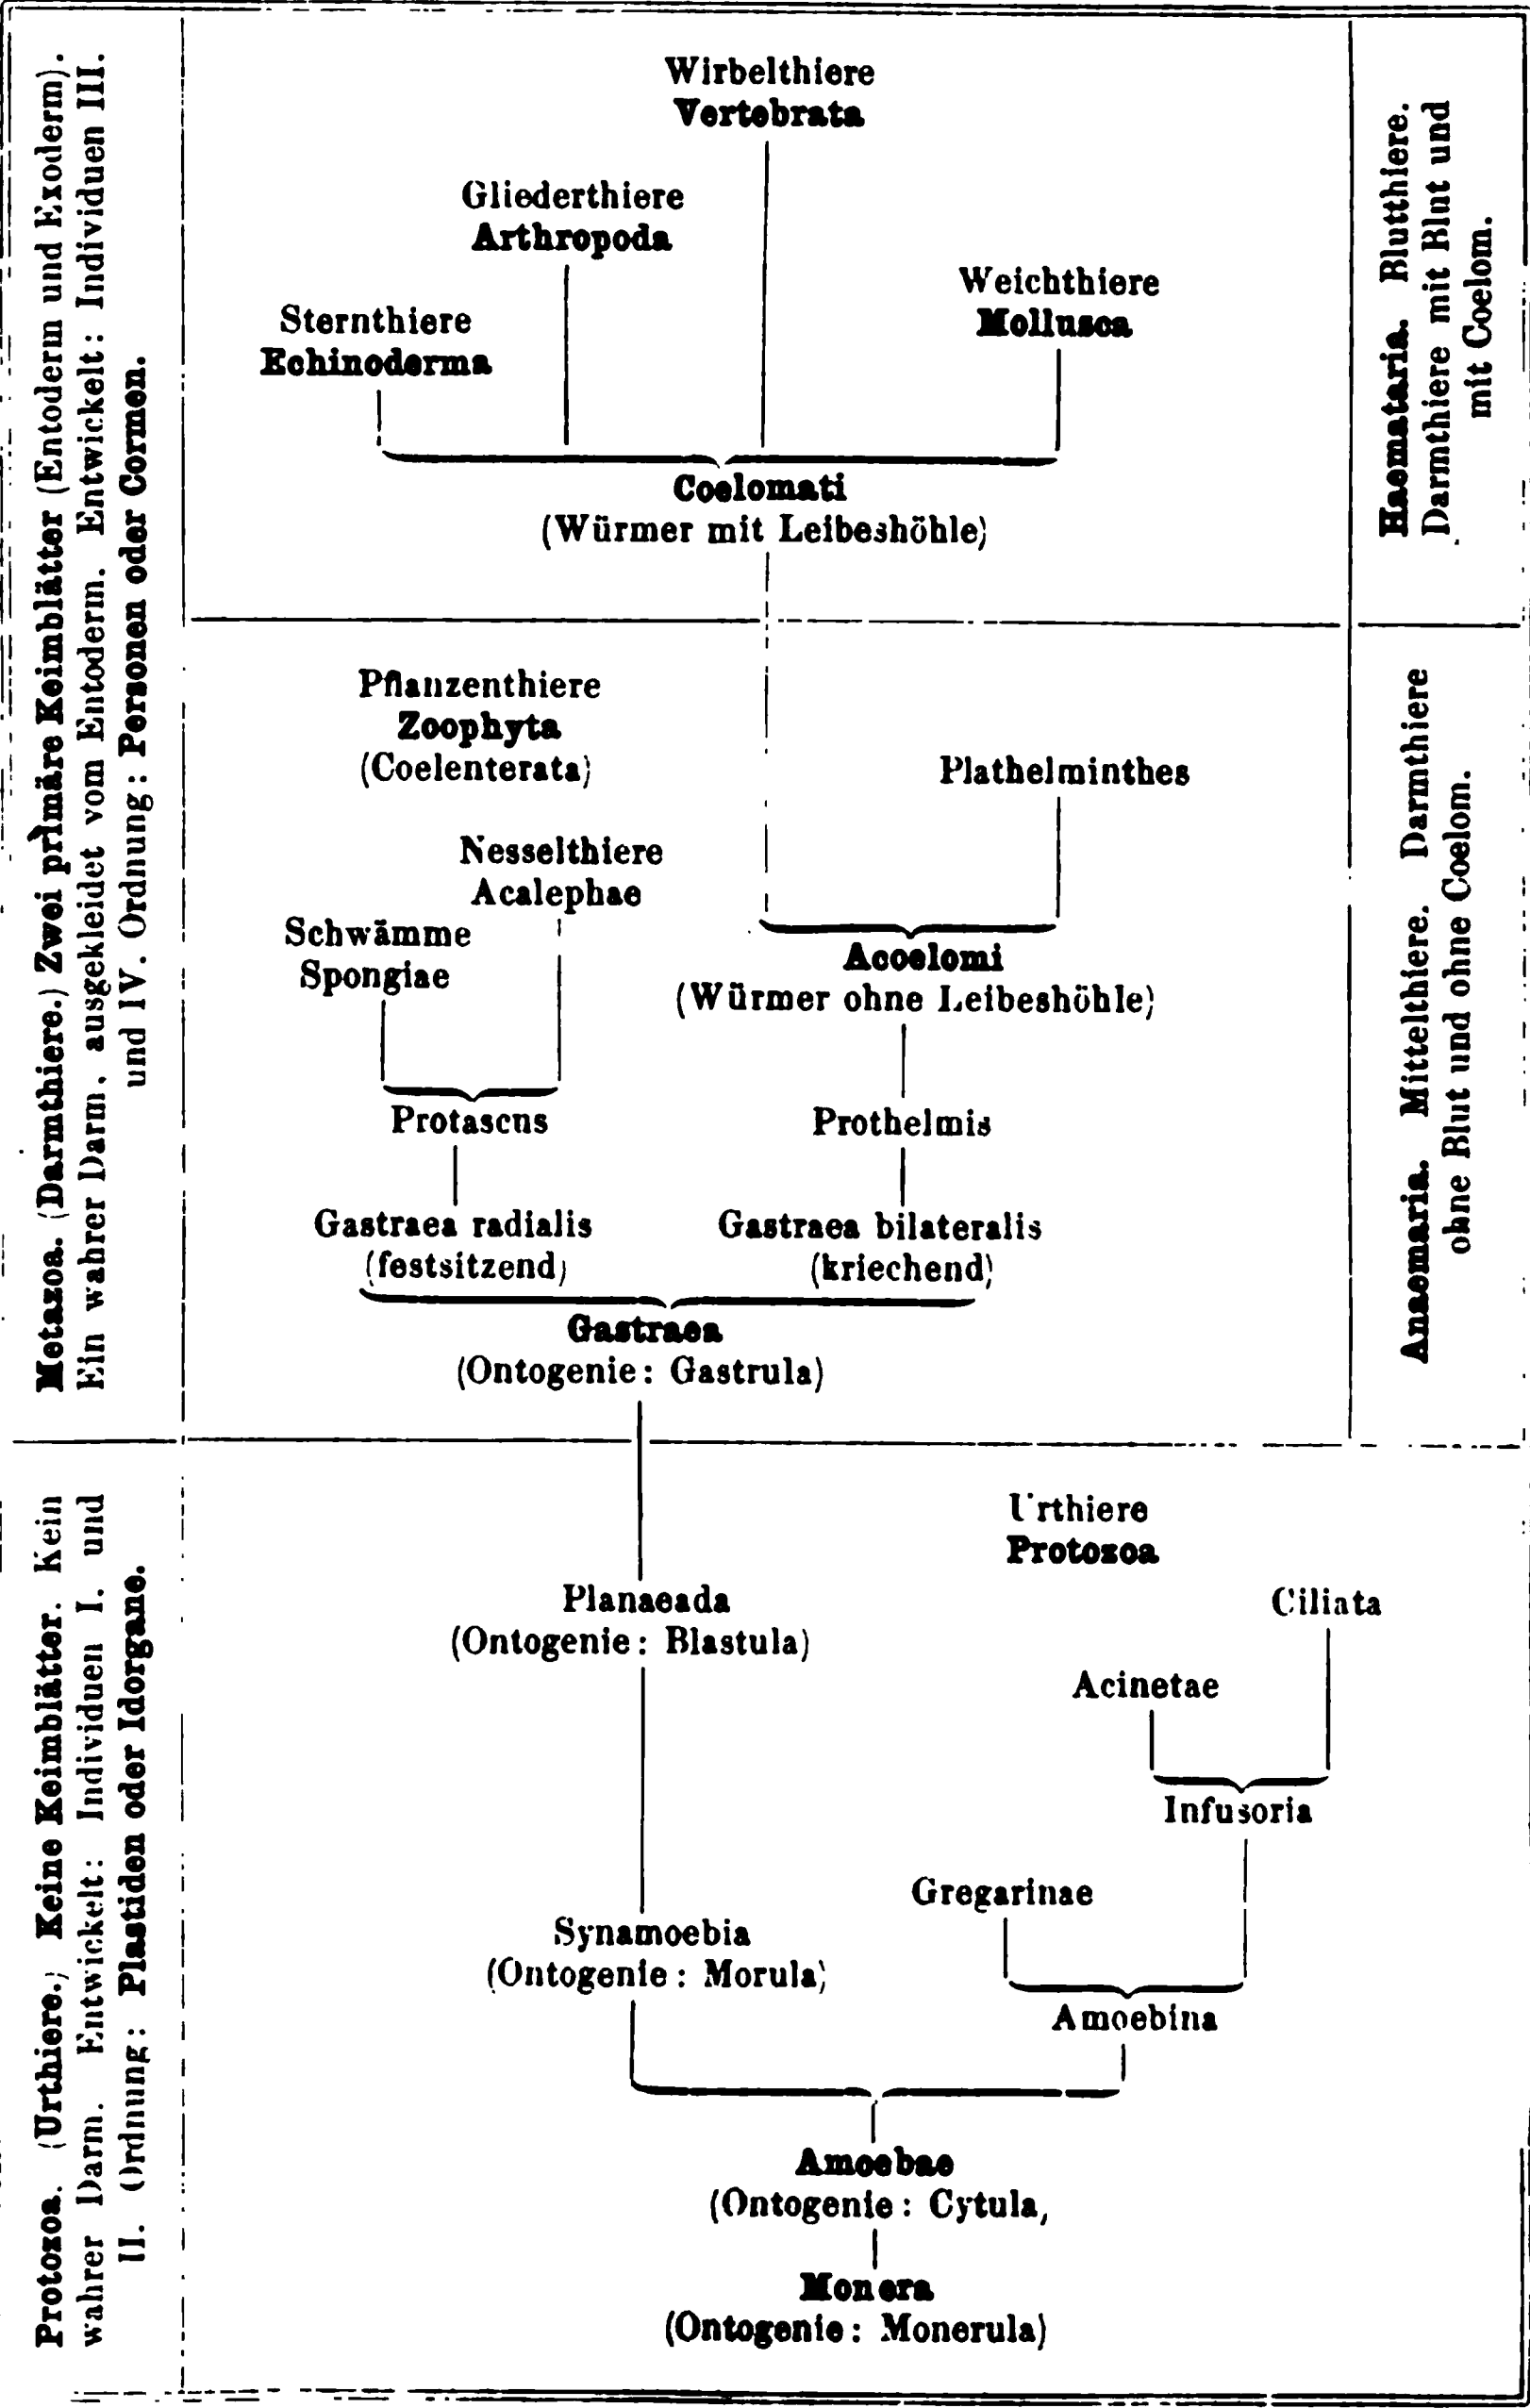 Metazoa. (Darmthiere.) Zwei primäre Keimblätter (Entoderm und Exoderm).
Ein wahrer Darm, ausgekleidet vom Entoderm. Entwickelt: Individuen III.
und IV. Ordnung: Personen oder Cormen.
Wirbelthiere
Vertebrata
Gliederthiere
Arthropoda
Weichthiere
Mollusca
Sternthiere
Echinoderma
Coelomati
(Würmer mit Leibeshöhle)
Haemataria. Blutthiere.
Darmthiere mit Blut und
mit Coelom.
Pflanzenthiere
Zoophyta
(Coelenterata)
Plathelminthes
Nesselthiere
Acalephae
Schwämme
Spongiae
Acoelomi
(Würmer ohne Leibeshöhle)
Protascus
Prothelmis
Gastraea radialis
(festsitzend)
Gastraea bilateralis
(kriechend)
Gastraea
(Ontogenie: Gastrula)
Anaemaria. Mittelthiere. Darmthiere
ohne Blut und ohne Coelom.
Protozoa. (Urthiere.) Keine Keimblätter. Kein
wahrer Darm. Entwickelt: Individuen I. und
II. Ordnung: Plastiden oder Idorgane.
Urthiere
Protozoa
Planaeada
(Ontogenie: Blastula)
Ciliata
Acinetae
Infusoria
Gregarinae
Synamoebia
(Ontogenie: Morula)
Amoebina
Amoebae
(Ontogenie: Cytula)
Monera
(Ontogenie: Monerula)